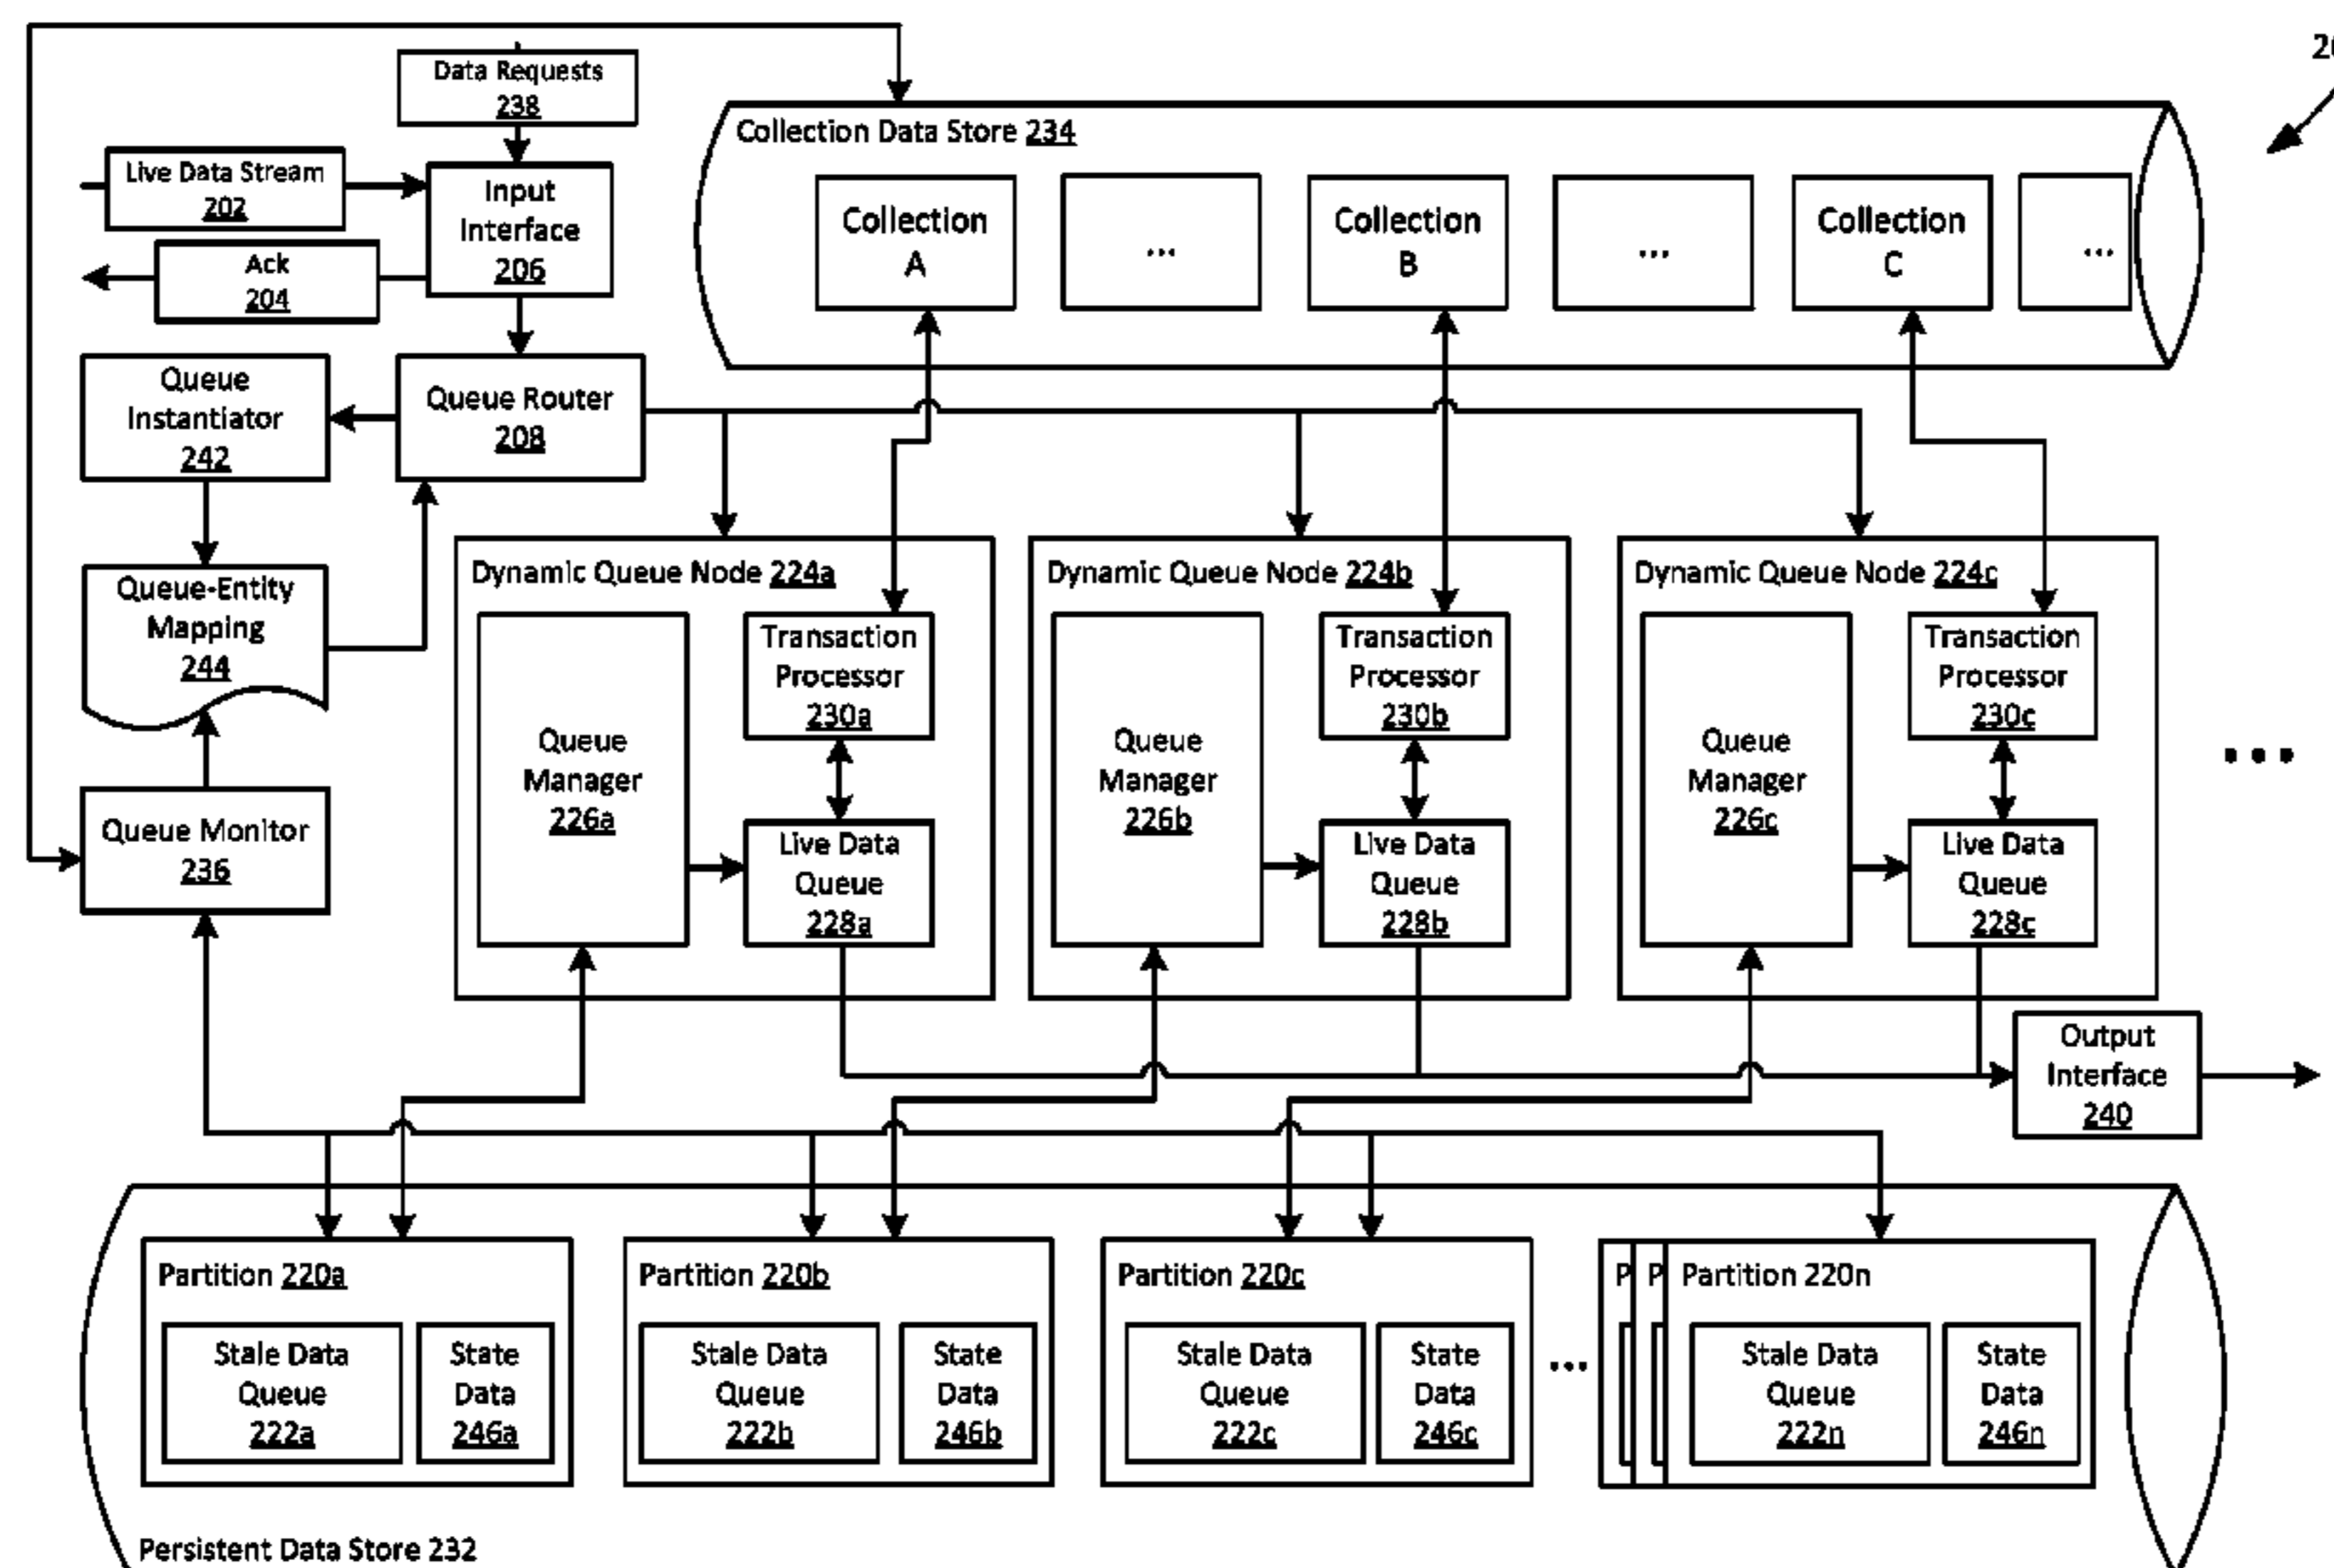 Data Requests
238
Live Data Stream
202
Ack
204
Input
Interface
206
Collection Data Store 234
Collection
A
...
Collection
B
...
Collection
C
...
Queue
Instantiator
242
Queue Router
208
Queue-Entity
Mapping
244
Queue Monitor
236
Dynamic Queue Node 224a
Queue
Manager
226a
Transaction
Processor
230a
Live Data
Queue
228a
Dynamic Queue Node 224b
Queue
Manager
226b
Transaction
Processor
230b
Live Data
Queue
228b
Dynamic Queue Node 224c
Queue
Manager
226c
Transaction
Processor
230c
Live Data
Queue
228c
...
Output
Interface
240
Partition 220a
Stale Data
Queue
222a
State
Data
246a
Partition 220b
Stale Data
Queue
222b
State
Data
246b
Partition 220c
Stale Data
Queue
222c
State
Data
246c
...
P
P
Partition 220n
Stale Data
Queue
222n
State
Data
246n
Persistent Data Store 232